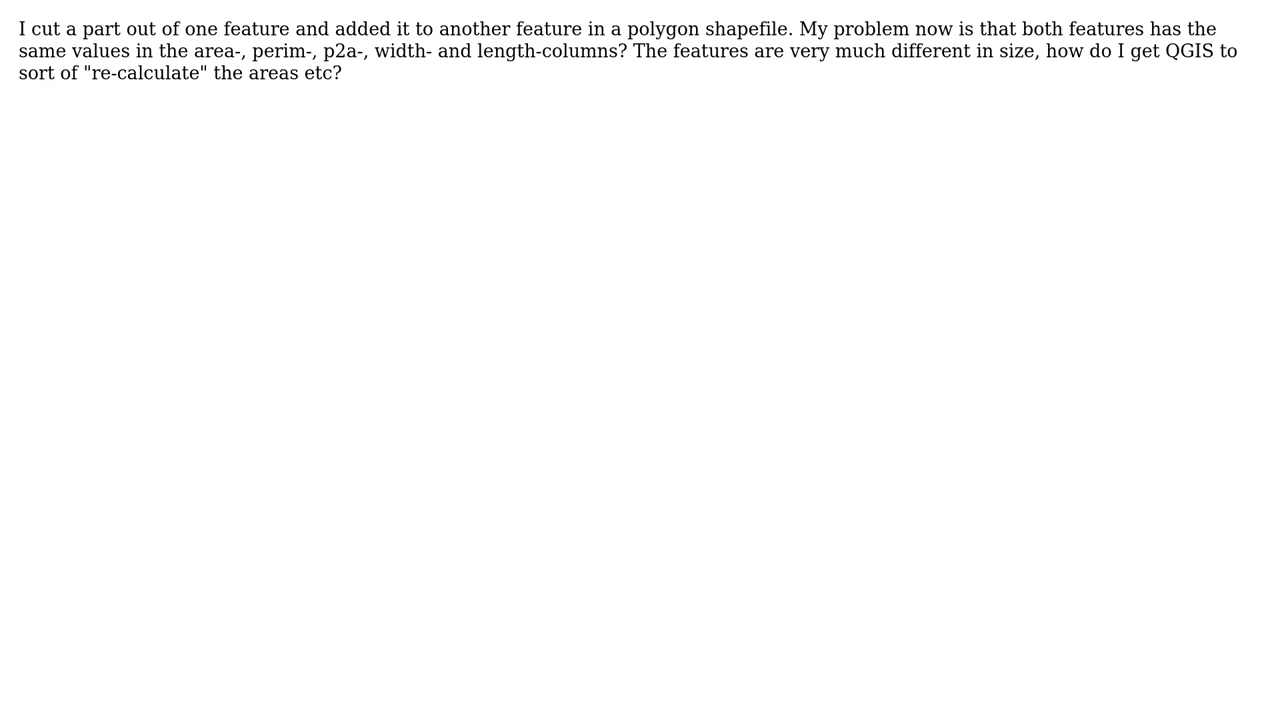 I cut a part out of one feature and added it to another feature in a polygon shapefile. My problem now is that both features has the
same values in the area-, perim-, p2a-, width- and length-columns? The features are very much different in size, how do I get QGIS to
sort of "re-calculate" the areas etc?